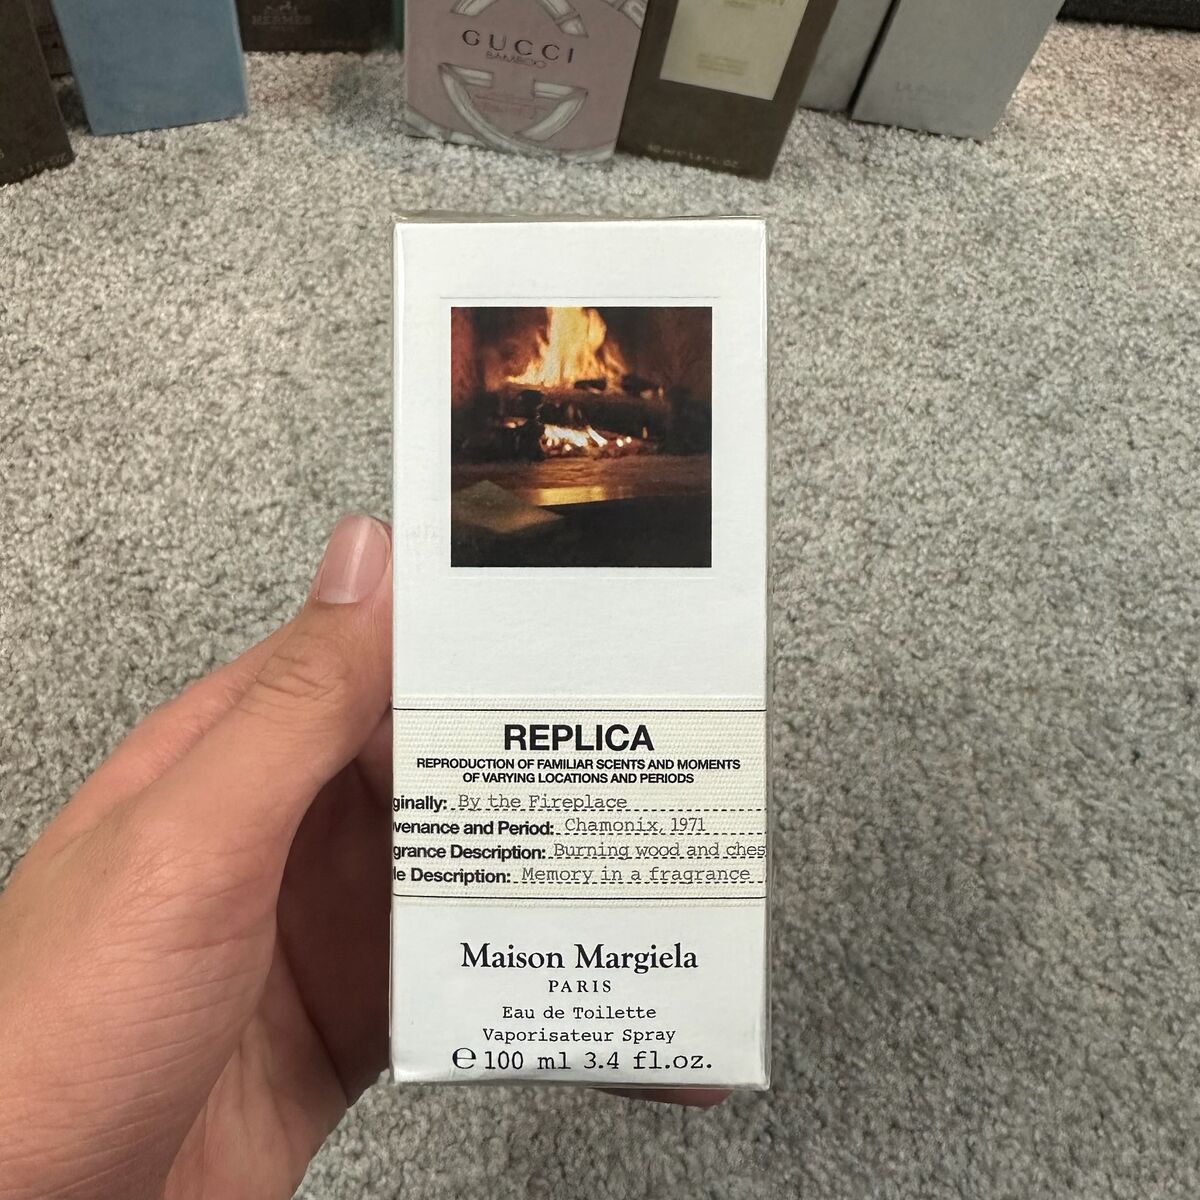 HERMES
GUCCI
BAMBOO
REPLICA
REPRODUCTION OF FAMILIAR SCENTS AND MOMENTS
OF VARYING LOCATIONS AND PERIODS
ginally: By the Fireplace
venance and Period: Chamonix, 1971
grance Description: Burning wood and ches
le Description: Memory in a fragrance
Maison Margiela
PARIS
Eau de Toilette
Vaporisateur Spray
e 100 ml 3.4 fl.oz.